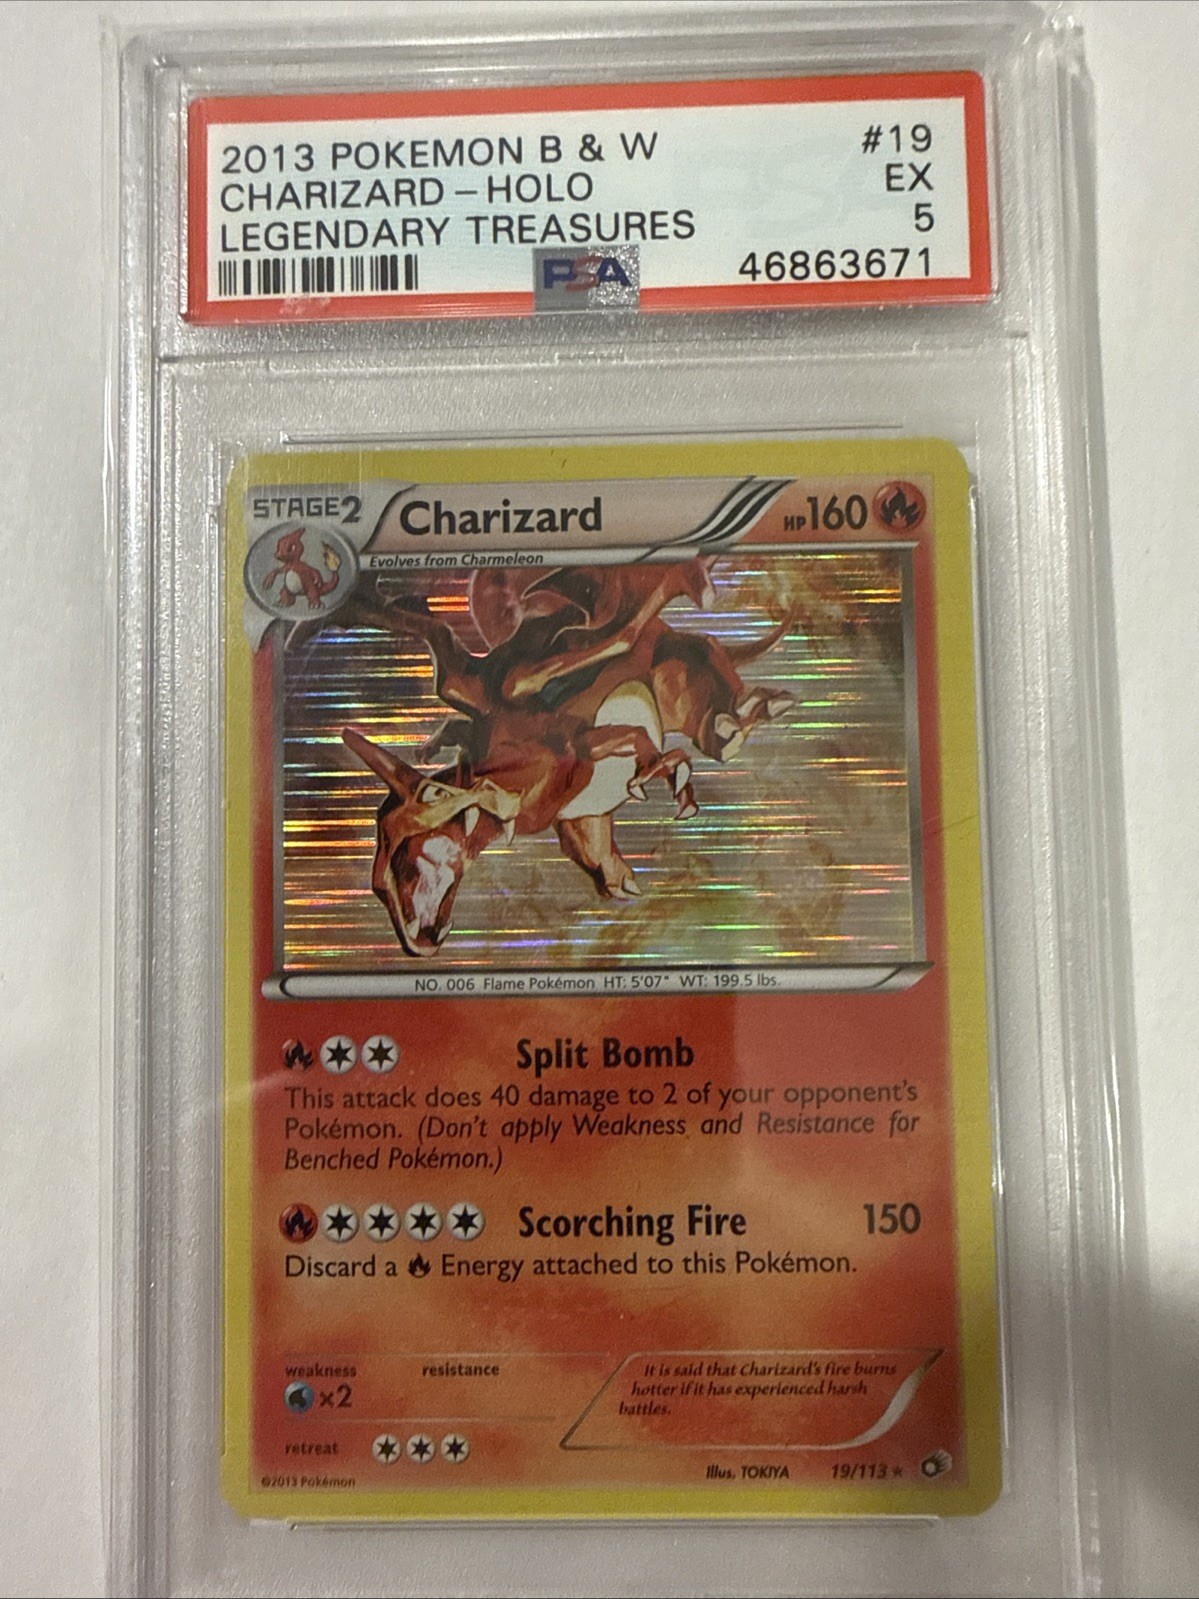 2013 POKEMON B & W #19
CHARIZARD - HOLO EX
LEGENDARY TREASURES 5
PSA 46863671
STAGE2 Charizard HP160
Evolves from Charmeleon
NO. 006 Flame Pokémon HT: 5'07" WT: 199.5 lbs.
Split Bomb
This attack does 40 damage to 2 of your opponent's
Pokémon. (Don't apply Weakness and Resistance for
Benched Pokémon.)
Scorching Fire 150
Discard a Energy attached to this Pokémon.
weakness resistance
×2
It is said that Charizard's fire burns
hotter if it has experienced harsh
battles.
retreat
Illus. TOKIYA 19/113
©2013 Pokémon